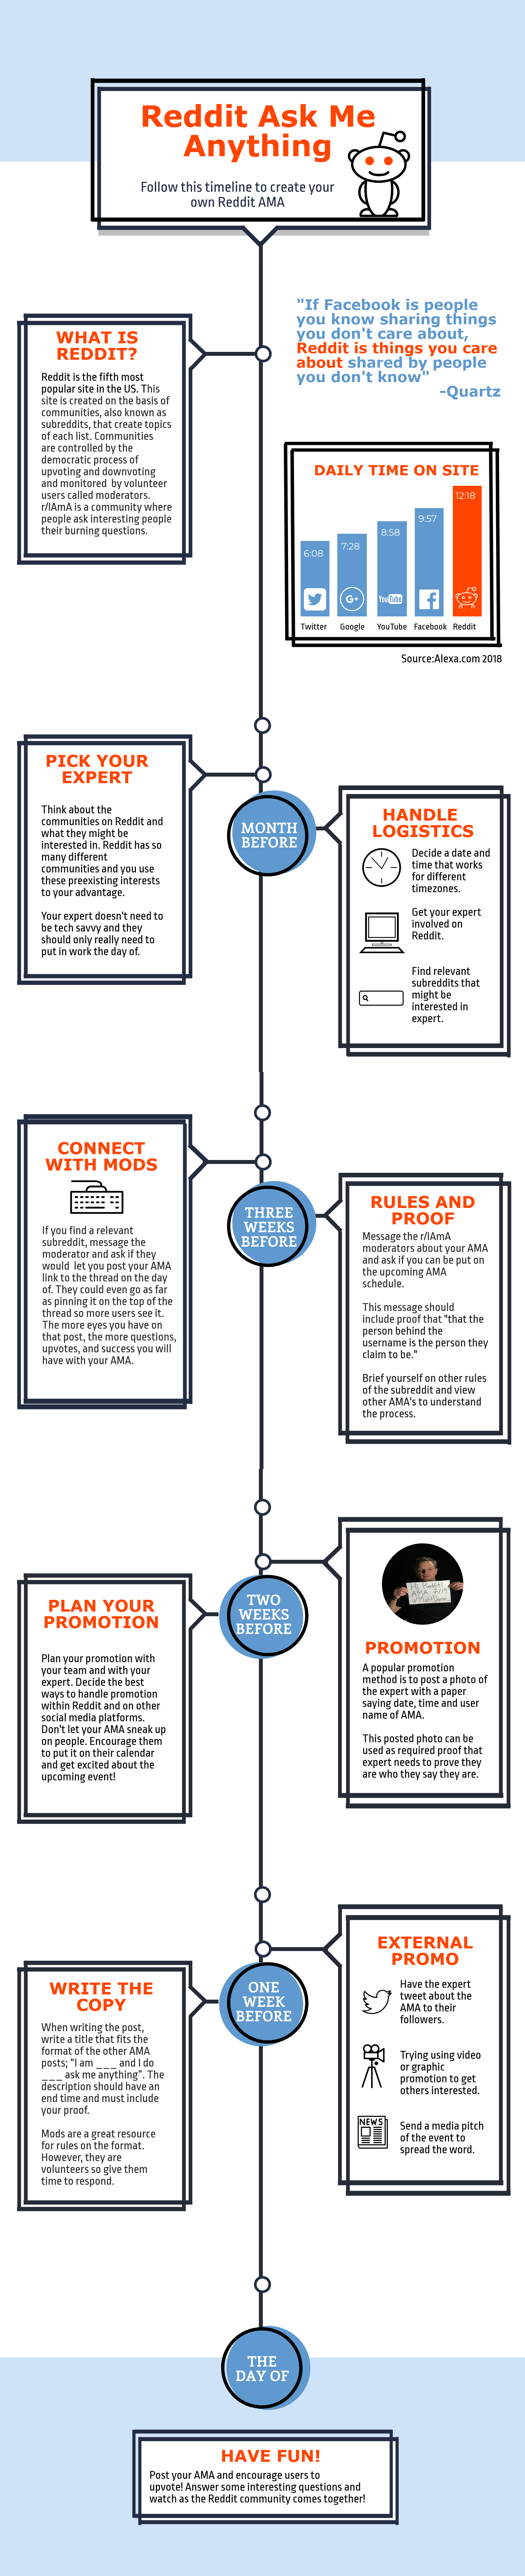 Reddit Ask Me
Anything
Follow this timeline to create your
own Reddit AMA
"If Facebook is people
you know sharing things
you don't care about,
Reddit is things you care
about shared by people
you don't know"
-Quartz
WHAT IS
REDDIT?
Reddit is the fifth most
popular site in the US. This
site is created on the basis of
communities, also known as
subreddits, that create topics
of each list. Communities
are controlled by the
democratic process of
upvoting and downvoting
and monitored by volunteer
users called moderators.
r/IAmA is a community where
people ask interesting people
their burning questions.
DAILY TIME ON SITE
6:08
7:28
8:58
9:57
12:18
G+
YouTube
Twitter Google YouTube Facebook Reddit
Source:Alexa.com 2018
PICK YOUR
EXPERT
Think about the
communities on Reddit and
what they might be
interested in. Reddit has so
many different
communities and you use
these preexisting interests
to your advantage.
Your expert doesn't need to
be tech savvy and they
should only really need to
put in work the day of.
MONTH
BEFORE
HANDLE
LOGISTICS
Decide a date and
time that works
for different
timezones.
Get your expert
involved on
Reddit.
Find relevant
subreddits that
might be
interested in
expert.
CONNECT
WITH MODS
If you find a relevant
subreddit, message the
moderator and ask if they
would let you post your AMA
link to the thread on the day
of. They could even go as far
as pinning it on the top of the
thread so more users see it.
The more eyes you have on
that post, the more questions,
upvotes, and success you will
have with your AMA.
THREE
WEEKS
BEFORE
RULES AND
PROOF
Message the r/IAmA
moderators about your AMA
and ask if you can be put on
the upcoming AMA
schedule.
This message should
include proof that "that the
person behind the
username is the person they
claim to be."
Brief yourself on other rules
of the subreddit and view
other AMA's to understand
the process.
PLAN YOUR
PROMOTION
Plan your promotion with
your team and with your
expert. Decide the best
ways to handle promotion
within Reddit and on other
social media platforms.
Don't let your AMA sneak up
on people. Encourage them
to put it on their calendar
and get excited about the
upcoming event!
TWO
WEEKS
BEFORE
Hi Reddit
PROMOTION
A popular promotion
method is to post a photo of
the expert with a paper
saying date, time and user
name of AMA.
This posted photo can be
used as required proof that
expert needs to prove they
are who they say they are.
WRITE THE
COPY
When writing the post,
write a title that fits the
format of the other AMA
posts; "I am ___ and I do
___ ask me anything". The
description should have an
end time and must include
your proof.
Mods are a great resource
for rules on the format.
However, they are
volunteers so give them
time to respond.
ONE
WEEK
BEFORE
EXTERNAL
PROMO
Have the expert
tweet about the
AMA to their
followers.
Trying using video
or graphic
promotion to get
others interested.
NEWS
Send a media pitch
of the event to
spread the word.
THE
DAY OF
HAVE FUN!
Post your AMA and encourage users to
upvote! Answer some interesting questions and
watch as the Reddit community comes together!